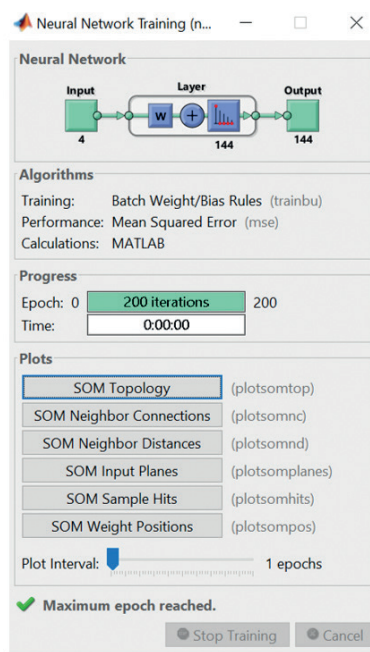 Neural Network Training (n...
Neural Network
Input Layer Output
W
4 144 144
Algorithms
Training: Batch Weight/Bias Rules (trainbu)
Performance: Mean Squared Error (mse)
Calculations: MATLAB
Progress
Epoch: 0 200 iterations 200
Time: 0:00:00
Plots
SOM Topology (plotsomtop)
SOM Neighbor Connections (plotsomnc)
SOM Neighbor Distances (plotsomnd)
SOM Input Planes (plotsomplanes)
SOM Sample Hits (plotsomhits)
SOM Weight Positions (plotsompos)
Plot Interval: 1 epochs
Maximum epoch reached.
Stop Training Cancel